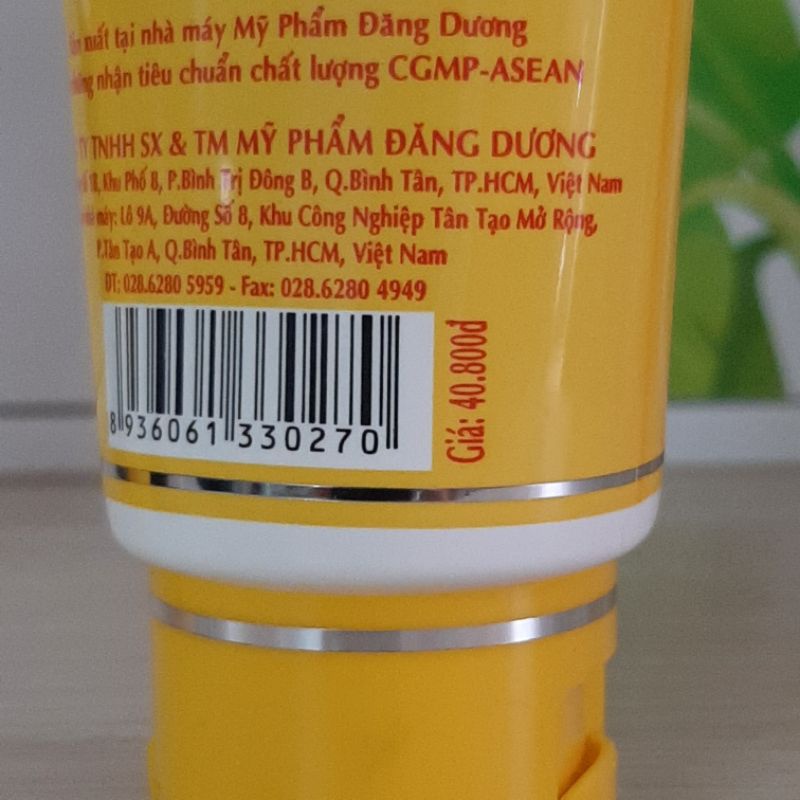 xuất tại nhà máy Mỹ Phẩm Đăng Dương
nhận tiêu chuẩn chất lượng CGMP-ASEAN
TNHH SX & TM MỸ PHẨM ĐĂNG DƯƠNG
Khu Phố 8, P.Bình Trị Đông B, Q.Bình Tân, TP.HCM, Việt Nam
máy: Lô 9A, Đường Số 8, Khu Công Nghiệp Tân Tạo Mở Rộng,
P.Tân Tạo A, Q.Bình Tân, TP.HCM, Việt Nam
ĐT: 028.6280 5959 - Fax: 028.6280 4949
8 936061 330270
Giá: 40.800đ